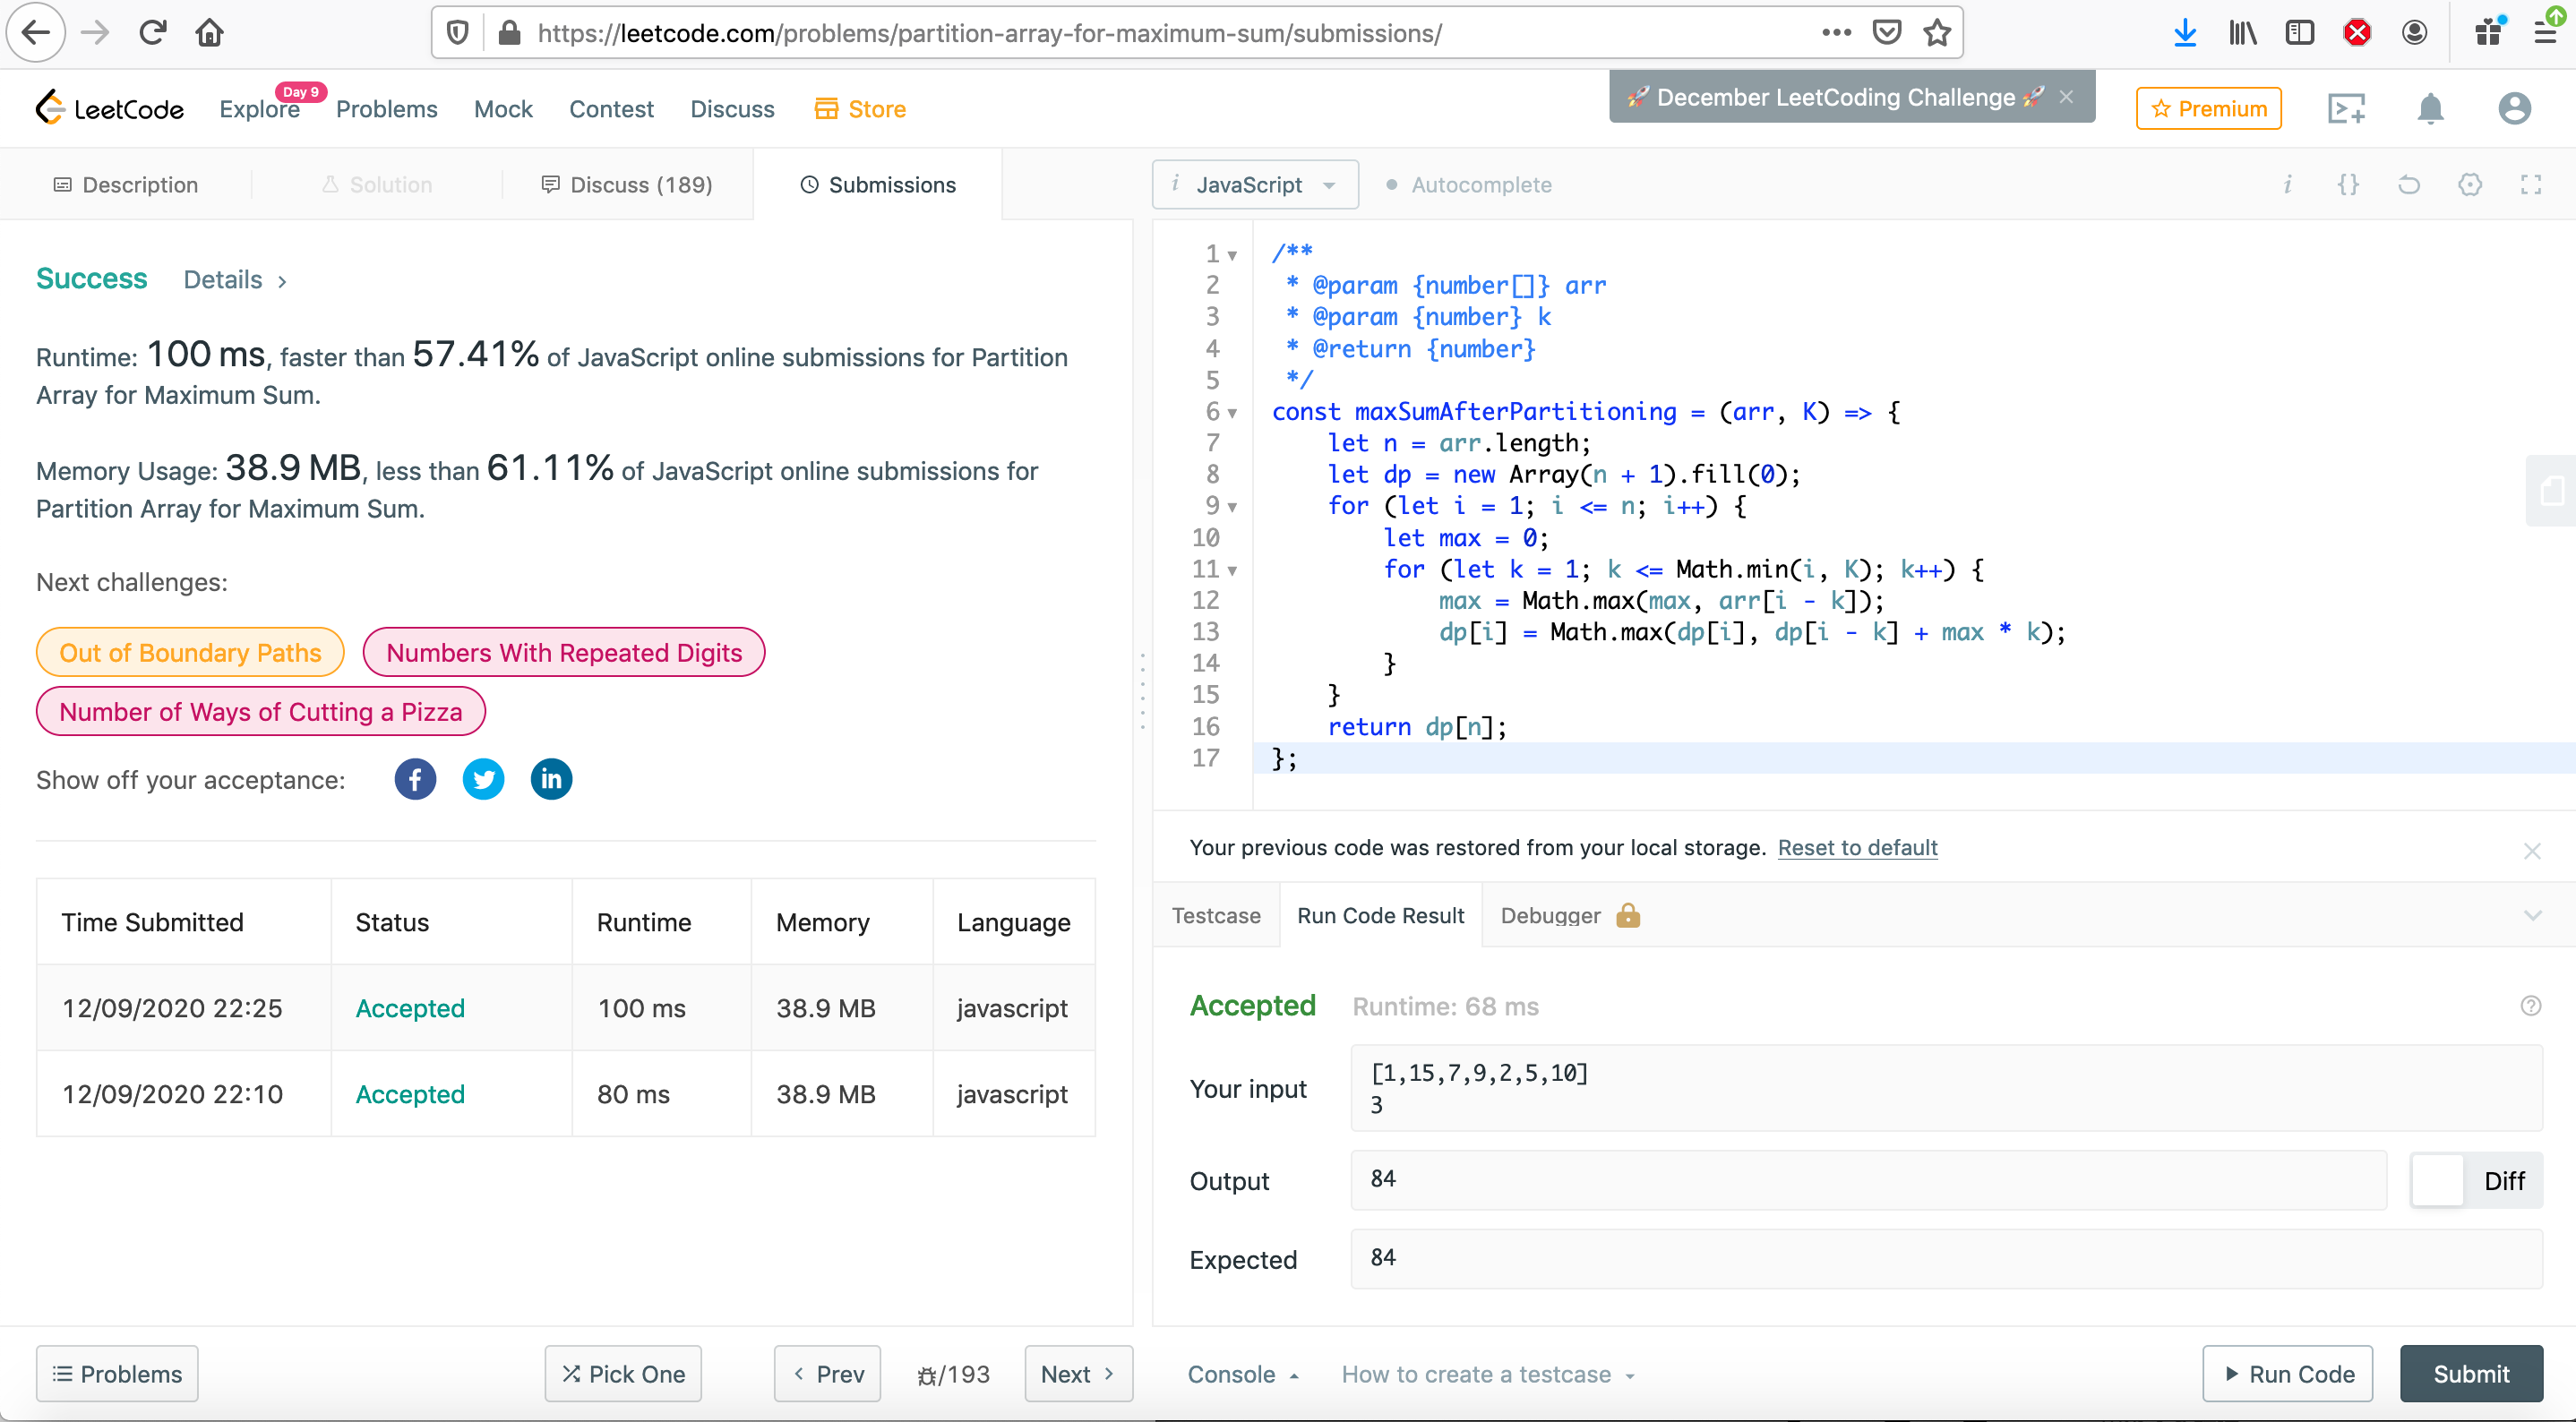 https://leetcode.com/problems/partition-array-for-maximum-sum/submissions/
LeetCode
Explore
Day 9
Problems
Mock
Contest
Discuss
Store
🚀 December LeetCoding Challenge 🚀
Premium
Description
Solution
Discuss (189)
Submissions
Success
Details >
Runtime: 100 ms, faster than 57.41% of JavaScript online submissions for Partition
Array for Maximum Sum.
Memory Usage: 38.9 MB, less than 61.11% of JavaScript online submissions for
Partition Array for Maximum Sum.
Next challenges:
Out of Boundary Paths
Numbers With Repeated Digits
Number of Ways of Cutting a Pizza
Show off your acceptance:
Time Submitted Status Runtime Memory Language
12/09/2020 22:25 Accepted 100 ms 38.9 MB javascript
12/09/2020 22:10 Accepted 80 ms 38.9 MB javascript
Problems
Pick One
< Prev
/193
Next >
i JavaScript
Autocomplete
1 /**
2  * @param {number[]} arr
3  * @param {number} k
4  * @return {number}
5  */
6 const maxSumAfterPartitioning = (arr, K) => {
7     let n = arr.length;
8     let dp = new Array(n + 1).fill(0);
9     for (let i = 1; i <= n; i++) {
10         let max = 0;
11         for (let k = 1; k <= Math.min(i, K); k++) {
12             max = Math.max(max, arr[i - k]);
13             dp[i] = Math.max(dp[i], dp[i - k] + max * k);
14         }
15     }
16     return dp[n];
17 };
Your previous code was restored from your local storage. Reset to default
Testcase
Run Code Result
Debugger
Accepted
Runtime: 68 ms
Your input
[1,15,7,9,2,5,10]
3
Output
84
Diff
Expected
84
Console
How to create a testcase
Run Code
Submit